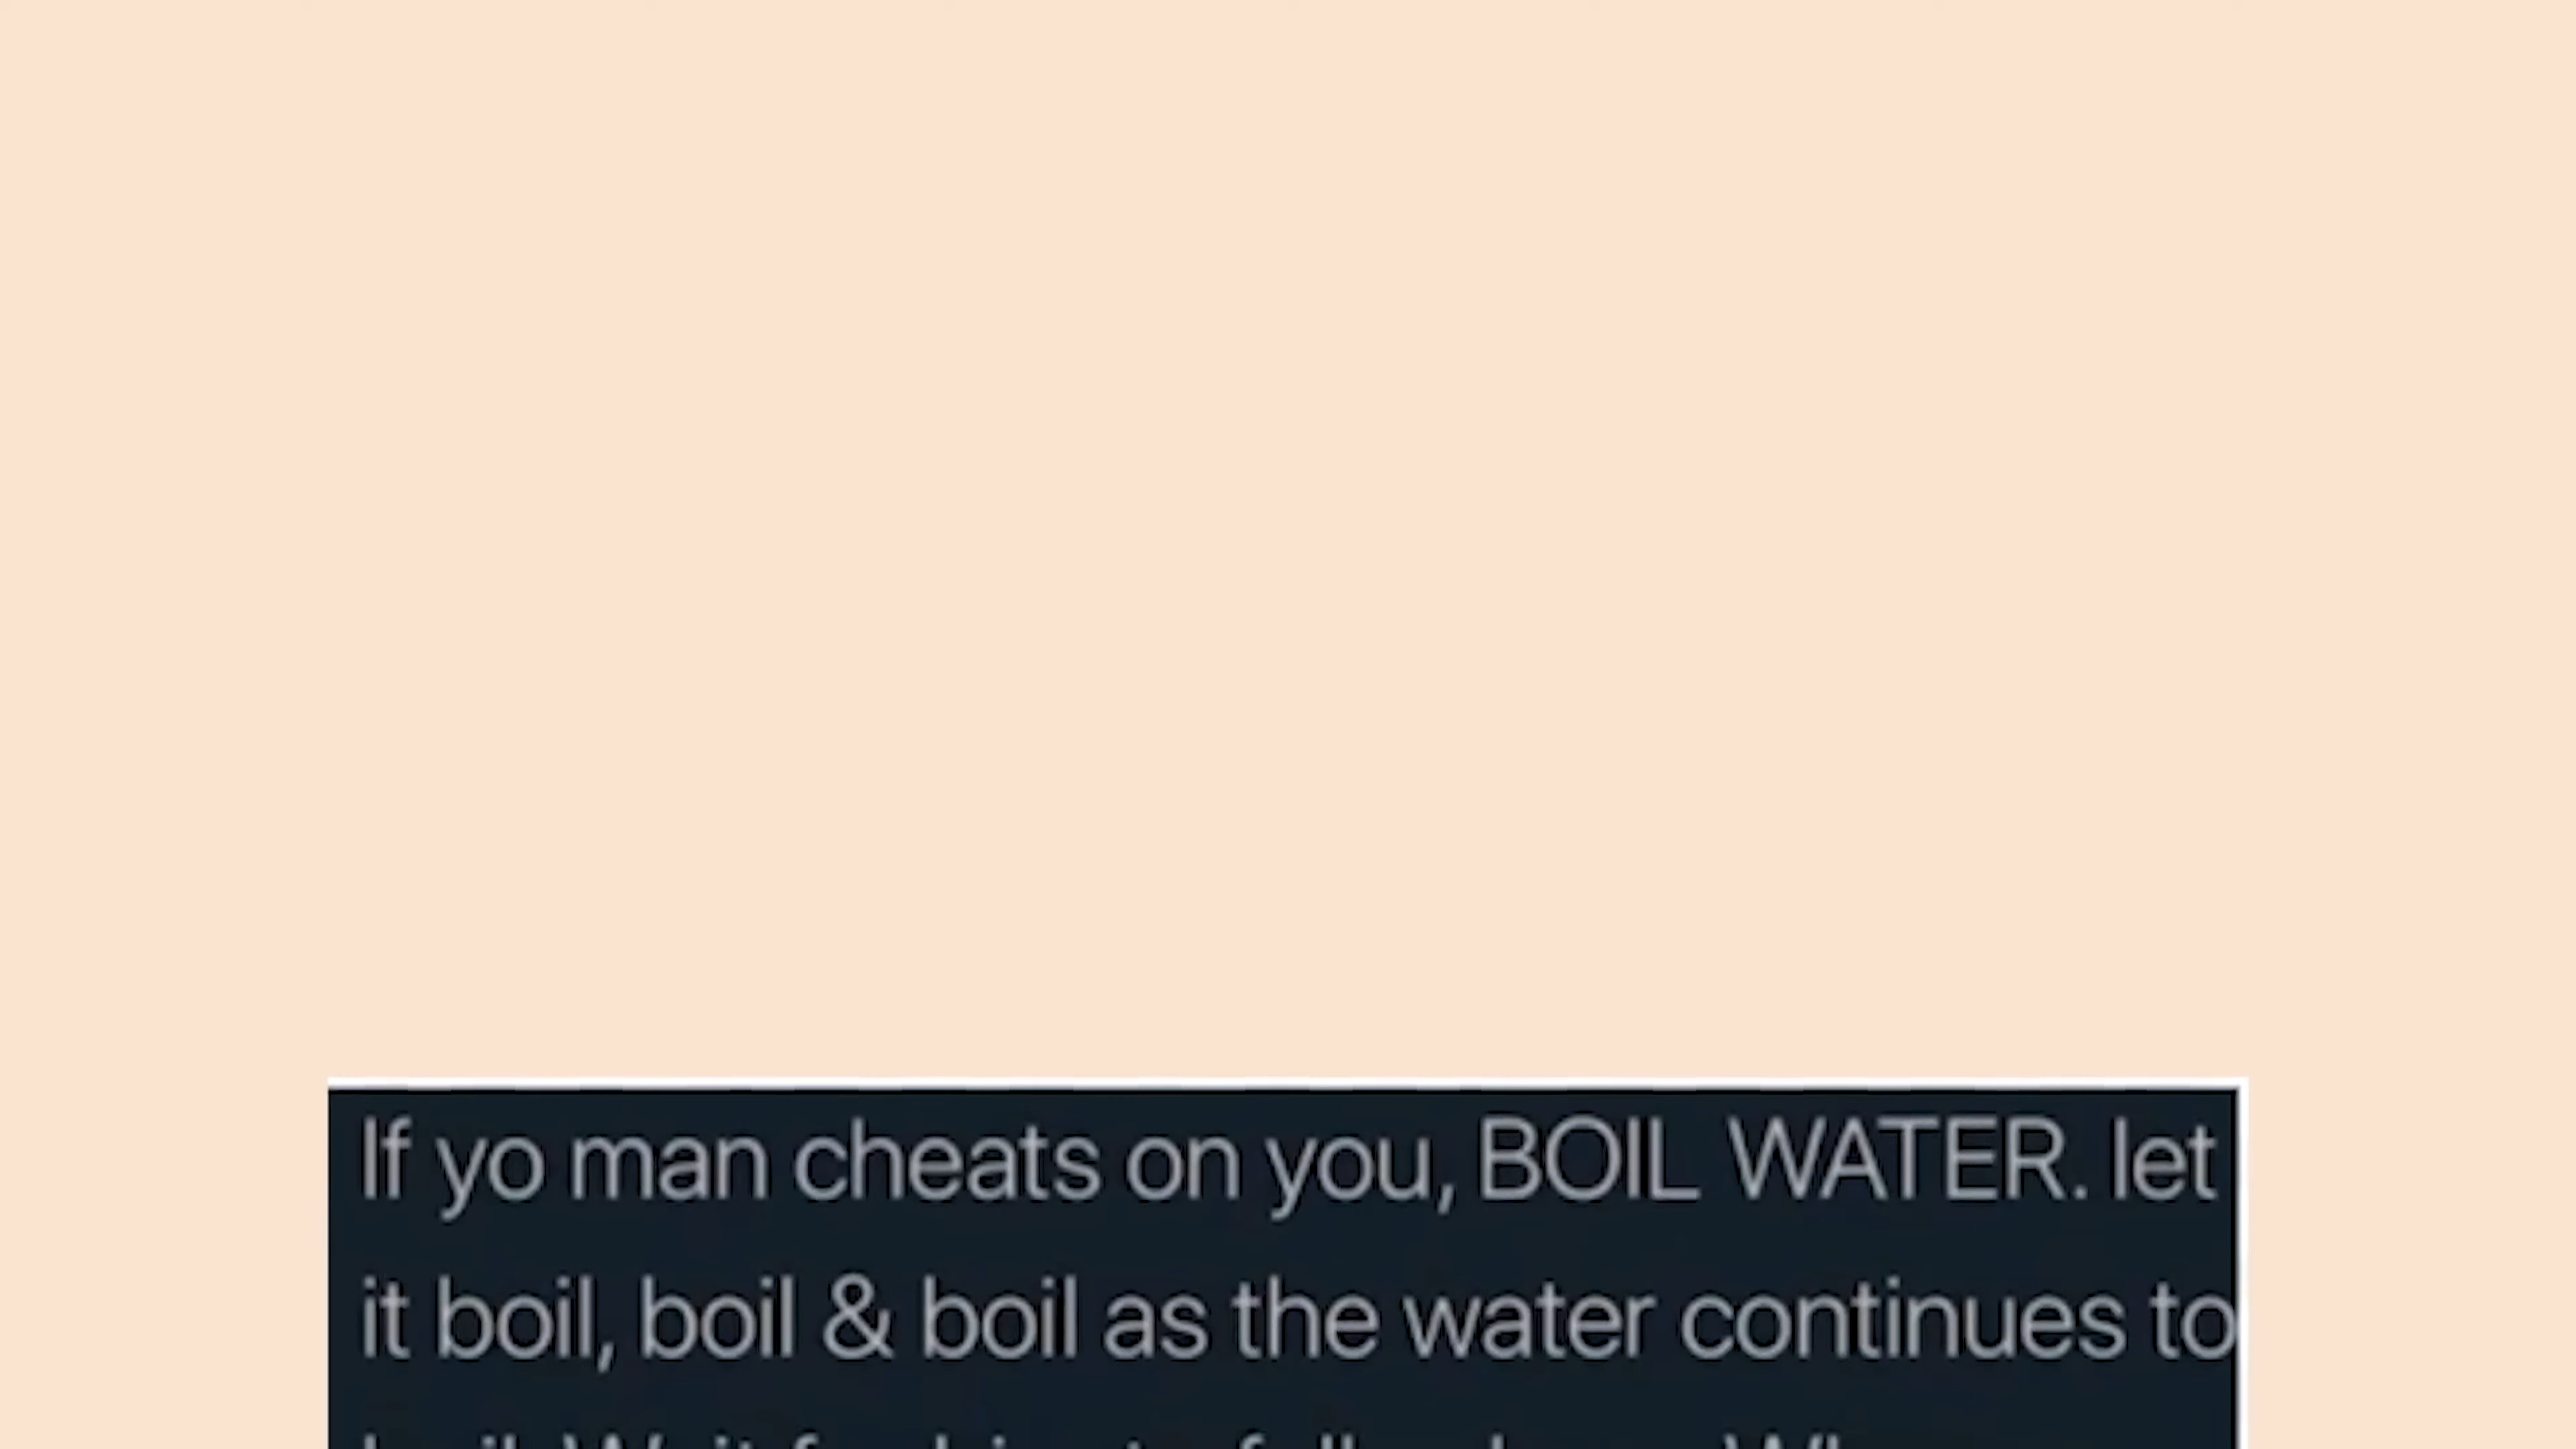 If yo man cheats on you, BOIL WATER. let
it boil, boil & boil as the water continues to